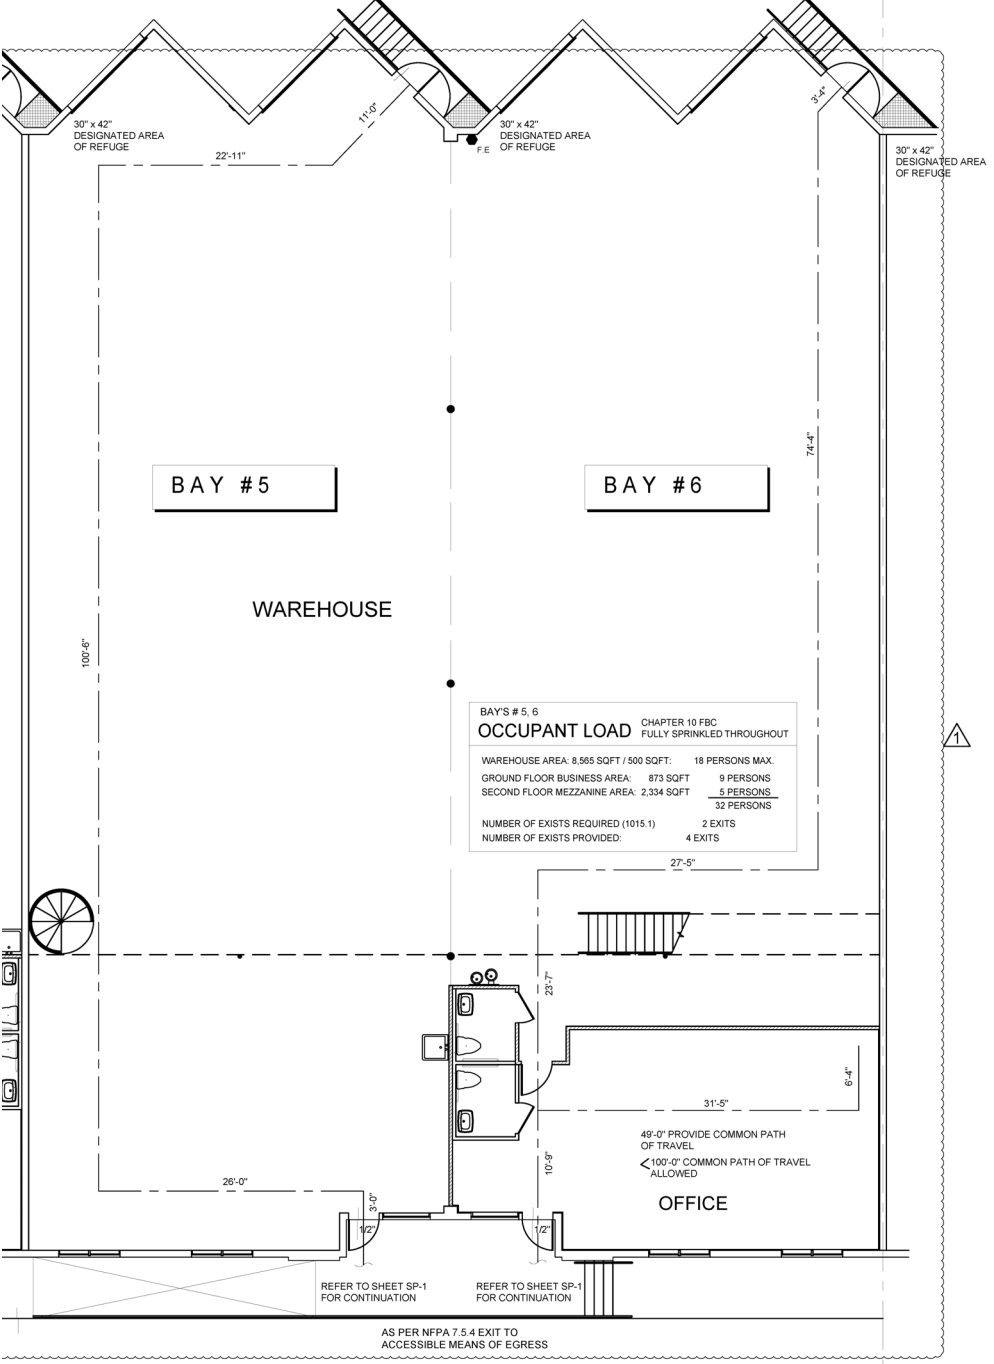 30" x 42"
DESIGNATED AREA
OF REFUGE
11'-0"
22'-11"
F.E
30" x 42"
DESIGNATED AREA
OF REFUGE
3'-4"
30" x 42"
DESIGNATED AREA
OF REFUGE
74'-4"
BAY #5
BAY #6
WAREHOUSE
100'-6"
BAY'S # 5, 6
OCCUPANT LOAD
CHAPTER 10 FBC
FULLY SPRINKLED THROUGHOUT
WAREHOUSE AREA: 8,565 SQFT / 500 SQFT: 18 PERSONS MAX.
GROUND FLOOR BUSINESS AREA: 873 SQFT 9 PERSONS
SECOND FLOOR MEZZANINE AREA: 2,334 SQFT 5 PERSONS
32 PERSONS
NUMBER OF EXISTS REQUIRED (1015.1) 2 EXITS
NUMBER OF EXISTS PROVIDED: 4 EXITS
1
27'-5"
23'-7"
6'-4"
31'-5"
49'-0" PROVIDE COMMON PATH
OF TRAVEL
<100'-0" COMMON PATH OF TRAVEL
ALLOWED
10'-9"
OFFICE
26'-0"
3'-0"
1/2"
1/2"
REFER TO SHEET SP-1
FOR CONTINUATION
REFER TO SHEET SP-1
FOR CONTINUATION
AS PER NFPA 7.5.4 EXIT TO
ACCESSIBLE MEANS OF EGRESS